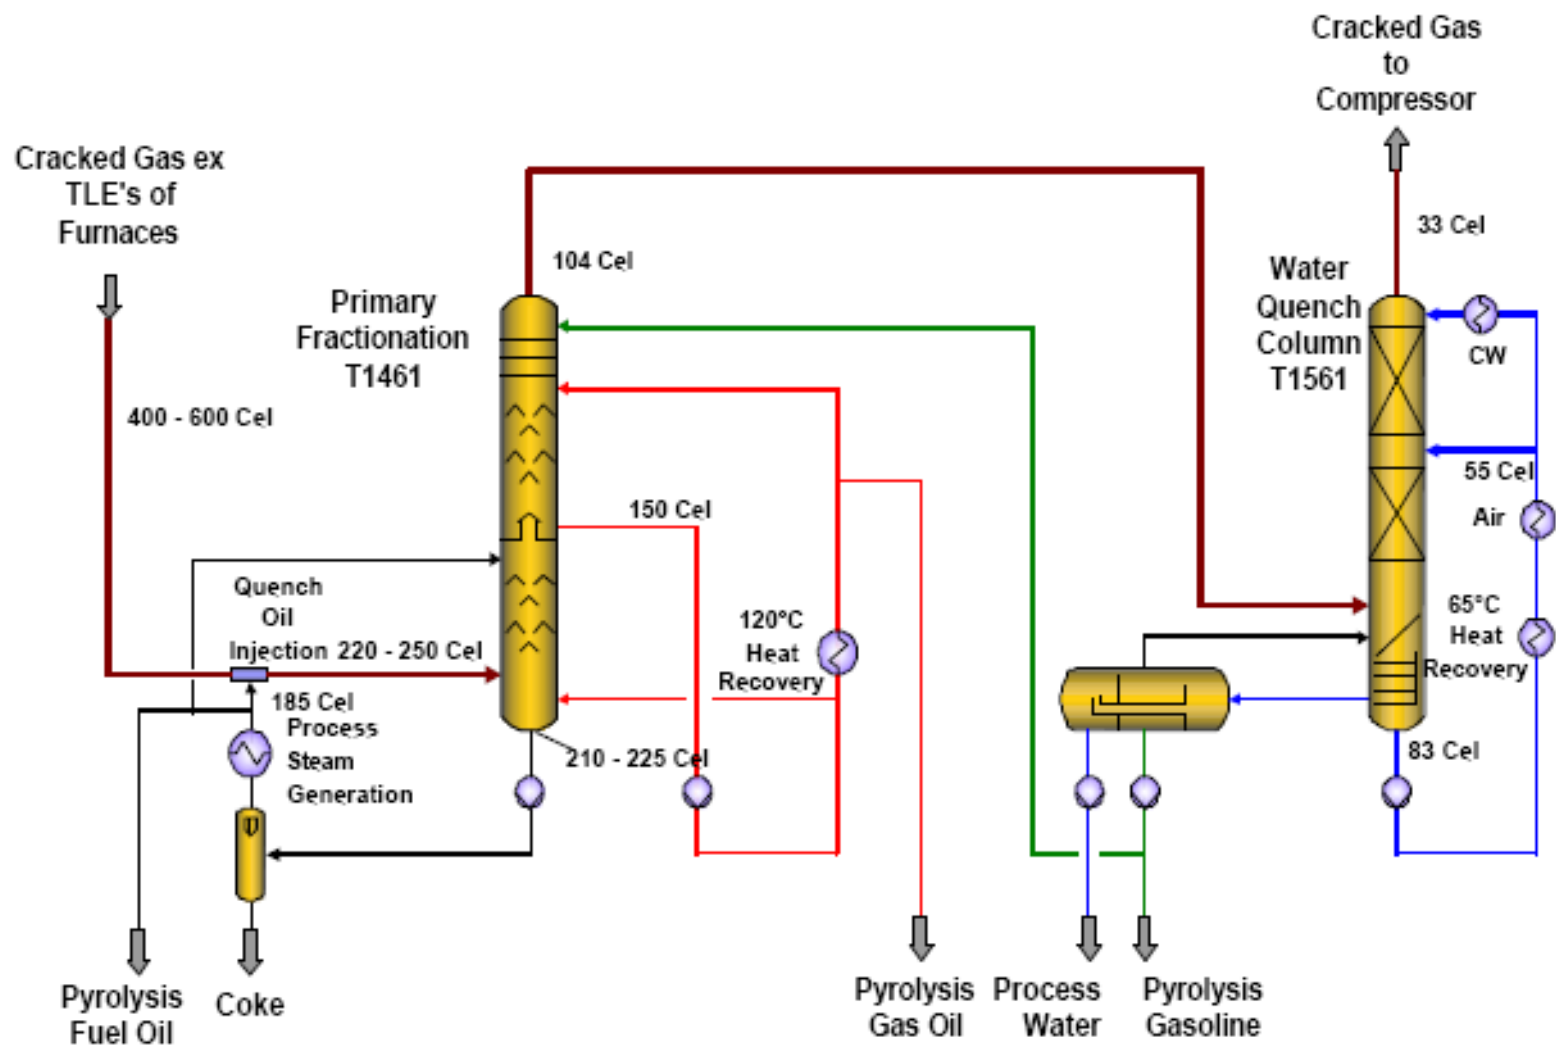 Cracked Gas
to
Compressor
Cracked Gas ex
TLE's of
Furnaces
33 Cel
104 Cel
Water
Quench
Column
T1561
Primary
Fractionation
T1461
CW
400 - 600 Cel
55 Cel
150 Cel
Air
Quench
Oil
Injection 220 - 250 Cel
120°C
Heat
Recovery
65°C
Heat
Recovery
185 Cel
Process
Steam
Generation
210 - 225 Cel
83 Cel
Pyrolysis
Fuel Oil
Coke
Pyrolysis
Gas Oil
Process
Water
Pyrolysis
Gasoline